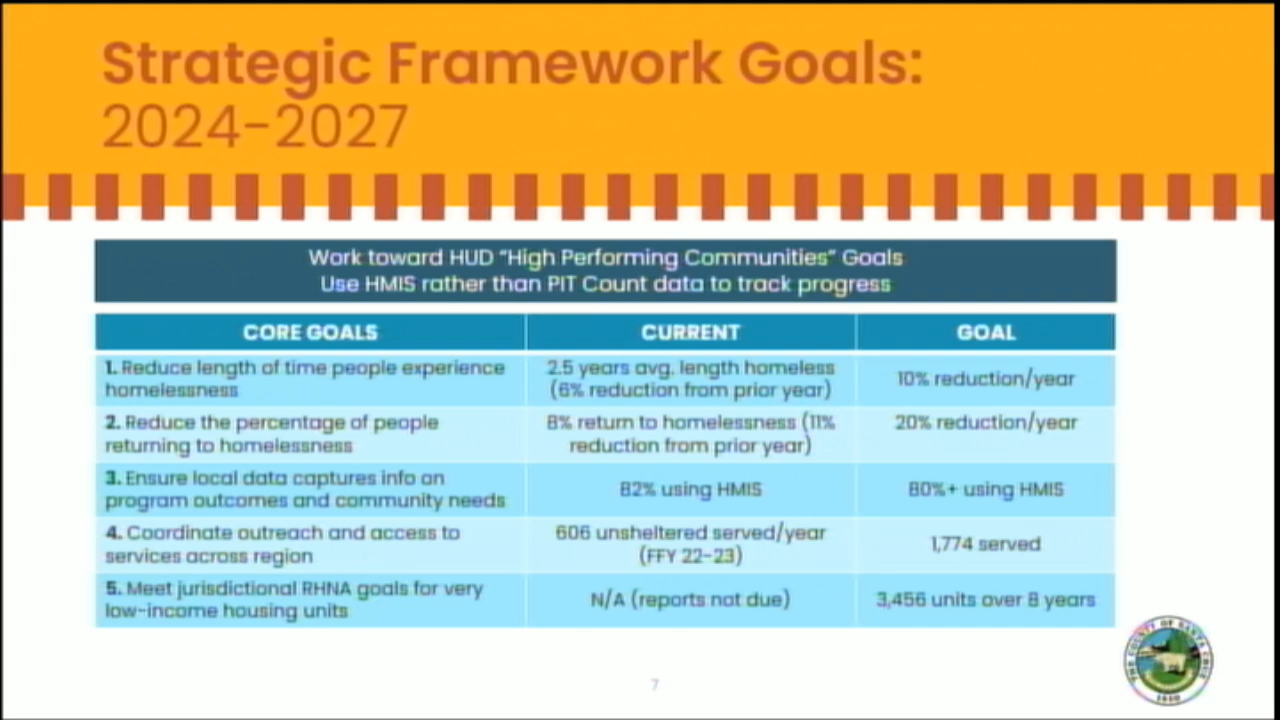 Strategic Framework Goals:
2024-2027
Work toward HUD "High Performing Communities" Goals
Use HMIS rather than PIT Count data to track progress
CORE GOALS
CURRENT
GOAL
1. Reduce length of time people experience
homelessness
2.5 years avg. length homeless
(6% reduction from prior year)
10% reduction/year
2. Reduce the percentage of people
returning to homelessness
8% return to homelessness (11%
reduction from prior year)
20% reduction/year
3. Ensure local data captures info on
program outcomes and community needs
82% using HMIS
80%+ using HMIS
4. Coordinate outreach and access to
services across region
606 unsheltered served/year
(FFY 22-23)
1,774 served
5. Meet jurisdictional RHNA goals for very
low-income housing units
N/A (reports not due)
3,456 units over 8 years
THE COUNTY OF SANTA CRUZ
1850
7